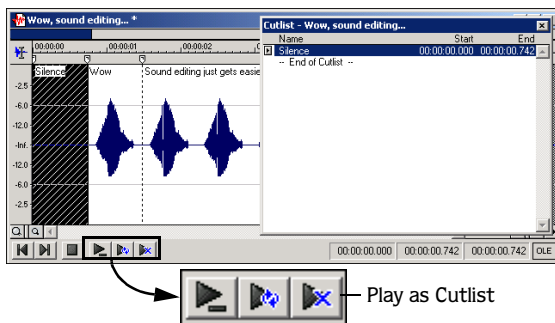 Wow, sound editing... *
00:00:00 00:00:01 00:00:02
Silence Wow Sound editing just gets easie
-2.5
-6.0
-12.0
-Inf.
-12.0
-6.0
-2.5
Cutlist - Wow, sound editing...
Name Start End
Silence 00:00:00.000 00:00:00.742
-- End of Cutlist --
00:00:00.000 00:00:00.742 00:00:00.742 OLE
Play as Cutlist